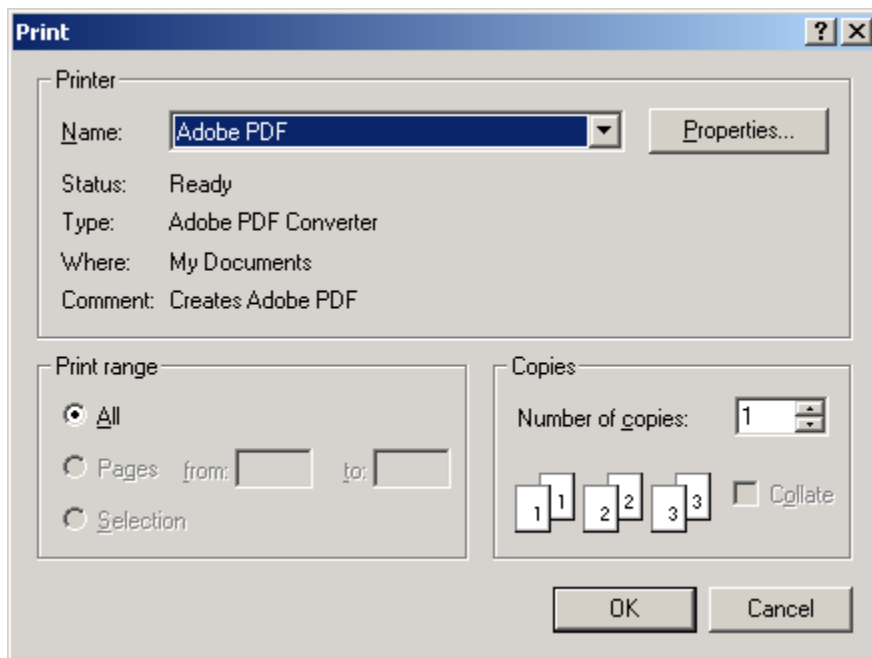 Print
Printer
Name: Adobe PDF Properties...
Status: Ready
Type: Adobe PDF Converter
Where: My Documents
Comment: Creates Adobe PDF
Print range
All
Pages from: to:
Selection
Copies
Number of copies: 1
1 1 2 2 3 3 Collate
OK Cancel